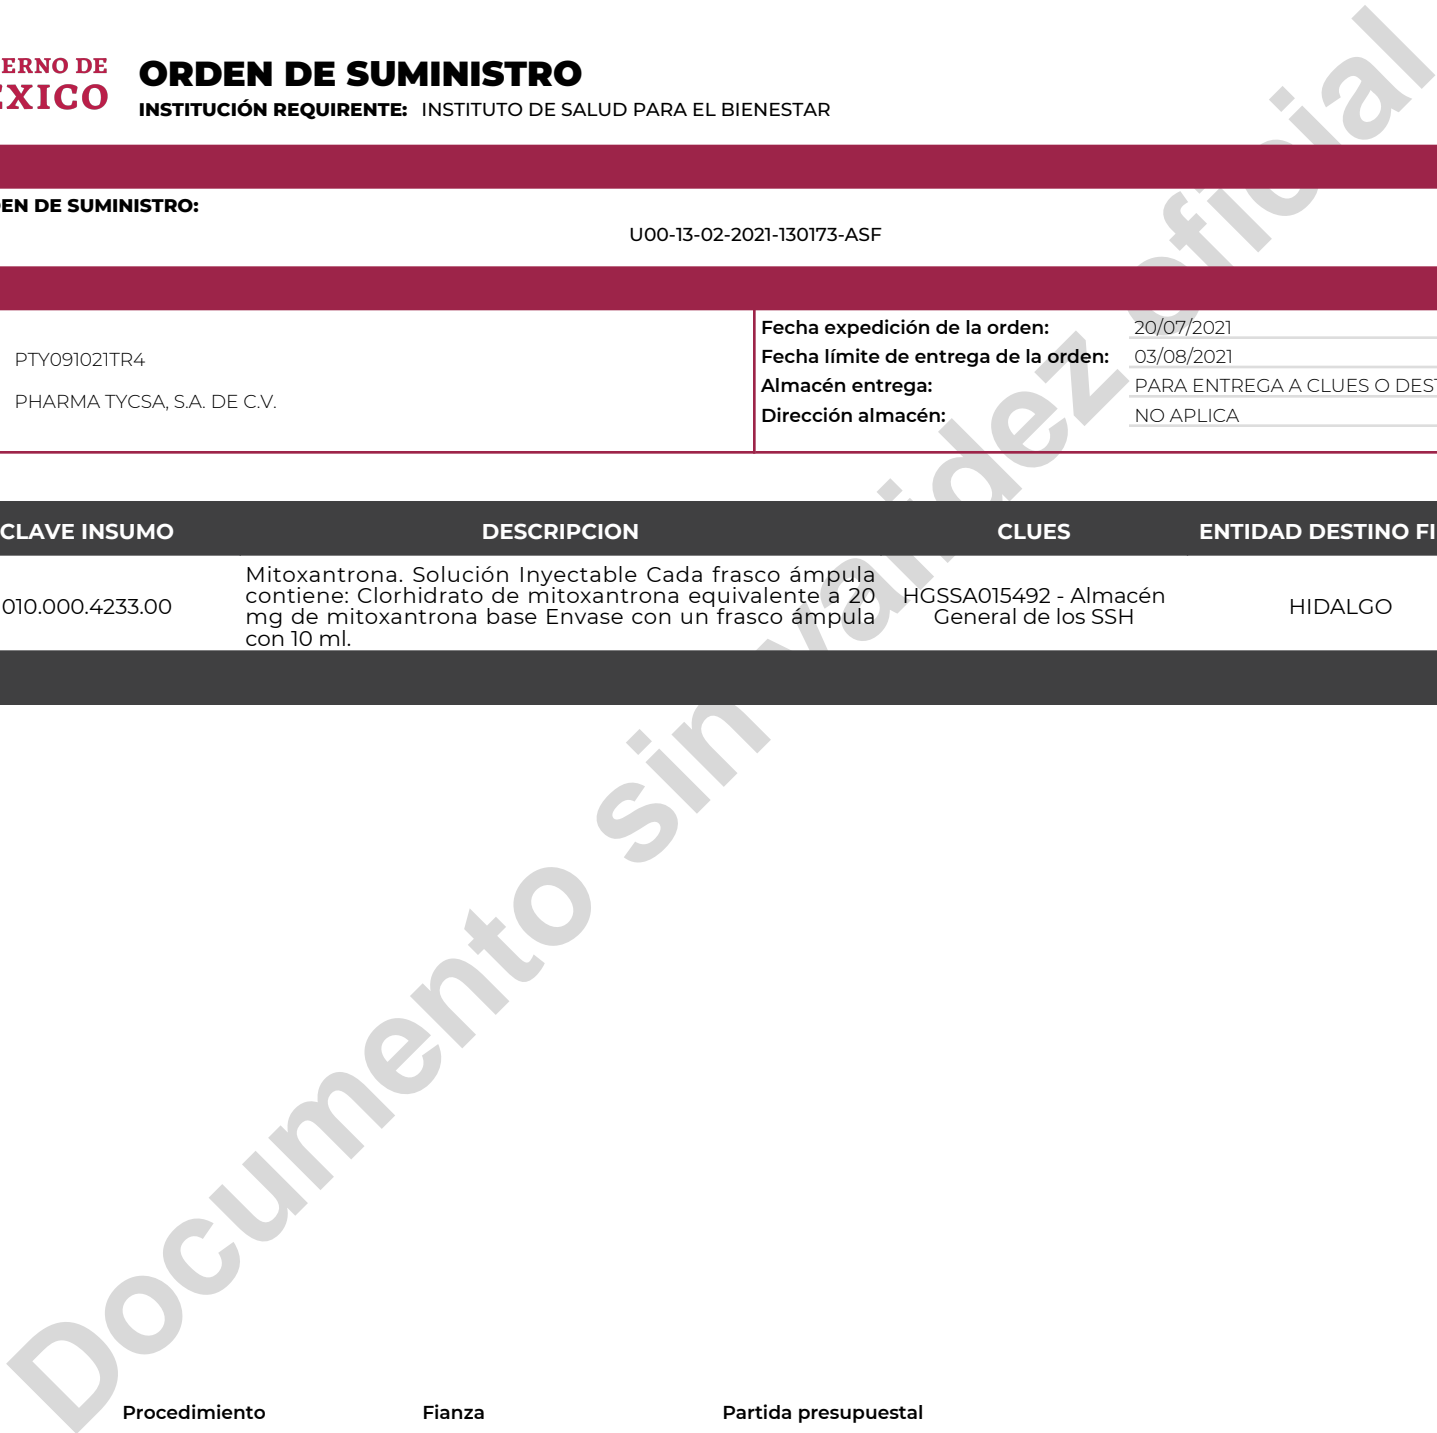 ERNO DE
ÉXICO
ORDEN DE SUMINISTRO
INSTITUCIÓN REQUIRENTE: INSTITUTO DE SALUD PARA EL BIENESTAR
EN DE SUMINISTRO:
U00-13-02-2021-130173-ASF
PTY091021TR4
PHARMA TYCSA, S.A. DE C.V.
Fecha expedición de la orden: 20/07/2021
Fecha límite de entrega de la orden: 03/08/2021
Almacén entrega: PARA ENTREGA A CLUES O DEST
Dirección almacén: NO APLICA
CLAVE INSUMO DESCRIPCION CLUES ENTIDAD DESTINO FI
010.000.4233.00
Mitoxantrona. Solución Inyectable Cada frasco ámpula
contiene: Clorhidrato de mitoxantrona equivalente a 20
mg de mitoxantrona base Envase con un frasco ámpula
con 10 ml.
HGSSA015492 - Almacén
General de los SSH
HIDALGO
Documento sin validez oficial
Procedimiento Fianza Partida presupuestal